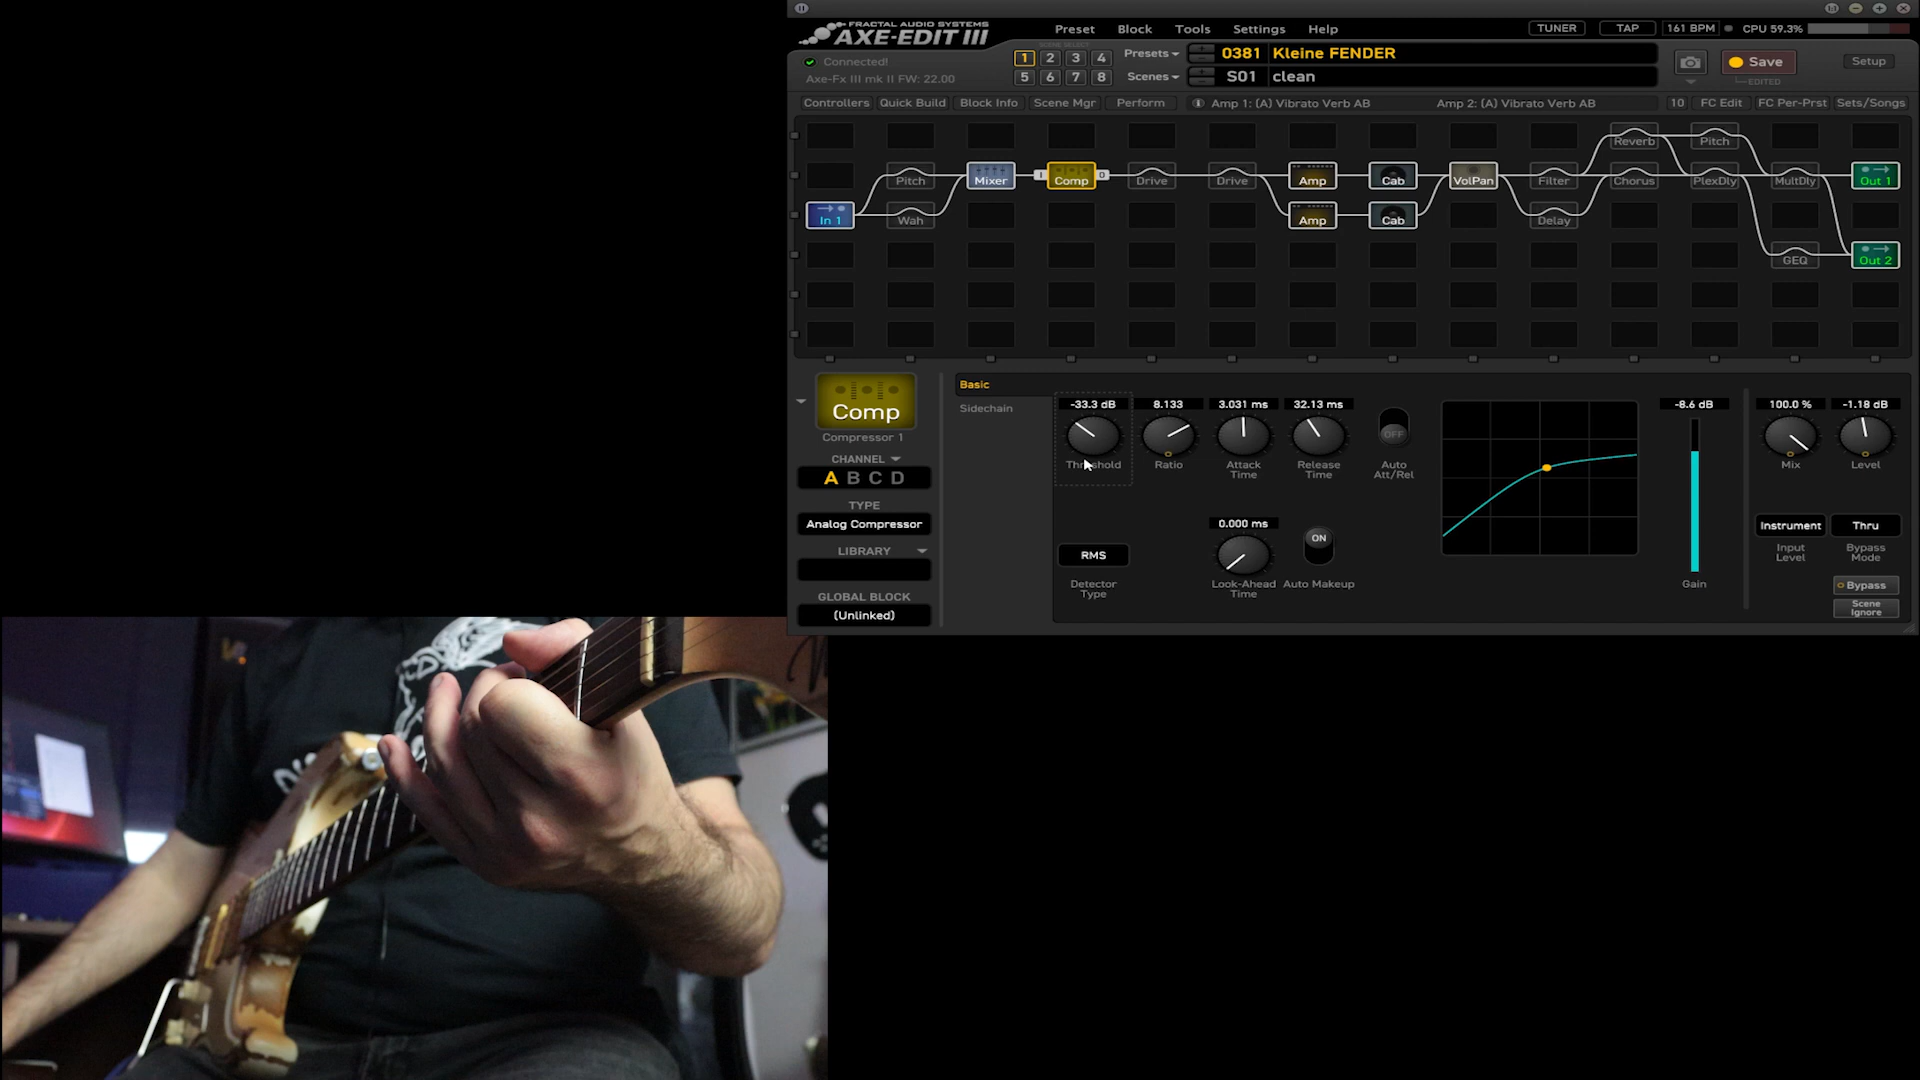 FRACTAL AUDIO SYSTEMS
AXE-EDIT III
Preset Block Tools Settings Help
TUNER TAP 161 BPM CPU 59.3%
Connected!
Axe-Fx III mk II FW: 22.00
SCENE SELECT
1 2 3 4
5 6 7 8
Presets 0381 Kleine FENDER
Scenes S01 clean
Save
EDITED
Setup
Controllers Quick Build Block Info Scene Mgr Perform Amp 1: (A) Vibrato Verb AB Amp 2: (A) Vibrato Verb AB 10 FC Edit FC Per-Prst Sets/Songs
Reverb Pitch
Pitch Mixer I Comp O Drive Drive Amp Cab VolPan Filter Chorus PlexDly MultDly Out 1
In 1 Wah Amp Cab Delay
GEQ Out 2
Comp
Compressor 1
CHANNEL
A B C D
TYPE
Analog Compressor
LIBRARY
GLOBAL BLOCK
(Unlinked)
Basic
Sidechain
-33.3 dB 8.133 3.031 ms 32.13 ms -8.6 dB 100.0 % -1.18 dB
OFF
Threshold Ratio Attack Time Release Time Auto Att/Rel Mix Level
0.000 ms ON Instrument Thru
RMS
Input Level Bypass Mode
Detector Type Look-Ahead Time Auto Makeup Gain
Bypass
Scene Ignore